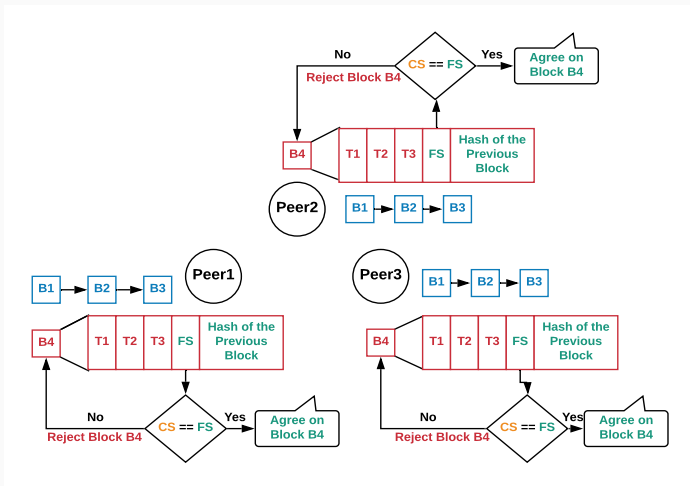 No
Yes
CS == FS
Reject Block B4
Agree on
Block B4
B4
T1
T2
T3
FS
Hash of the
Previous
Block
Peer2
B1
B2
B3
Peer1
B1
B2
B3
B4
T1
T2
T3
FS
Hash of the
Previous
Block
No
Yes
CS == FS
Reject Block B4
Agree on
Block B4
Peer3
B1
B2
B3
B4
T1
T2
T3
FS
Hash of the
Previous
Block
No
Yes
CS == FS
Reject Block B4
Agree on
Block B4